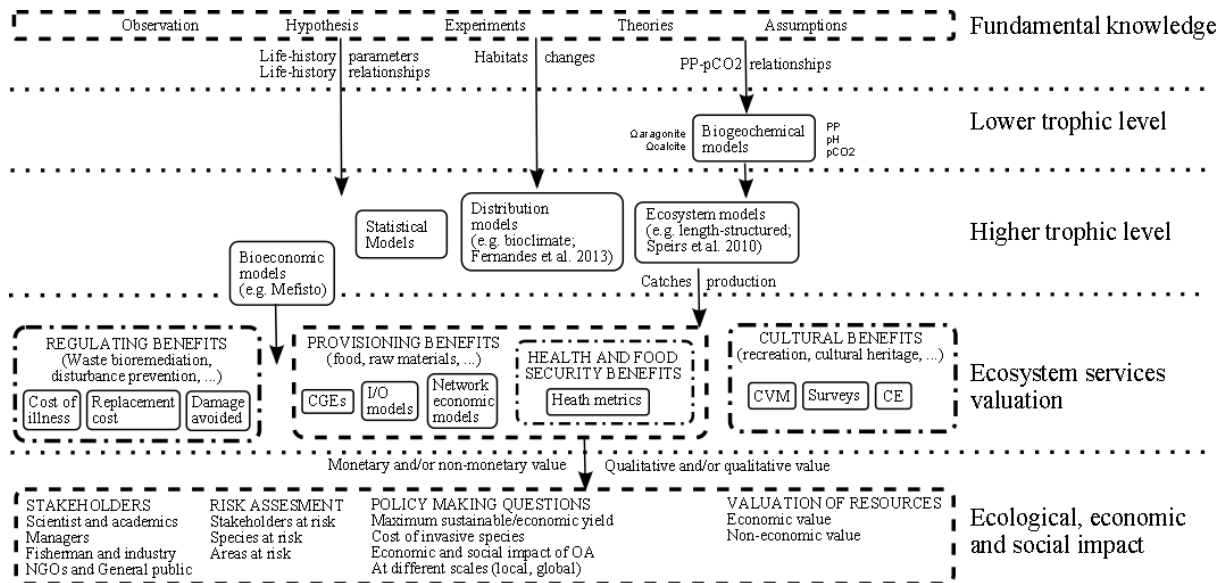 Observation Hypothesis Experiments Theories Assumptions
Fundamental knowledge
Life-history parameters
Life-history relationships
Habitats changes
PP-pCO2 relationships
Lower trophic level
Ωaragonite
Ωcalcite
Biogeochemical
models
PP
pH
pCO2
Higher trophic level
Statistical
Models
Distribution
models
(e.g. bioclimate;
Fernandes et al. 2013)
Ecosystem models
(e.g. length-structured;
Speirs et al. 2010)
Bioeconomic
models
(e.g. Mefisto)
Catches production
Ecosystem services
valuation
REGULATING BENEFITS
(Waste bioremediation,
disturbance prevention, ...)
Cost of
illness
Replacement
cost
Damage
avoided
PROVISIONING BENEFITS
(food, raw materials, ...)
CGEs
I/O
models
Network
economic
models
HEALTH AND FOOD
SECURITY BENEFITS
Heath metrics
CULTURAL BENEFITS
(recreation, cultural heritage, ...)
CVM
Surveys
CE
Monetary and/or non-monetary value
Qualitative and/or qualitative value
Ecological, economic
and social impact
STAKEHOLDERS
Scientist and academics
Managers
Fisherman and industry
NGOs and General public
RISK ASSESMENT
Stakeholders at risk
Species at risk
Areas at risk
POLICY MAKING QUESTIONS
Maximum sustainable/economic yield
Cost of invasive species
Economic and social impact of OA
At different scales (local, global)
VALUATION OF RESOURCES
Economic value
Non-economic value